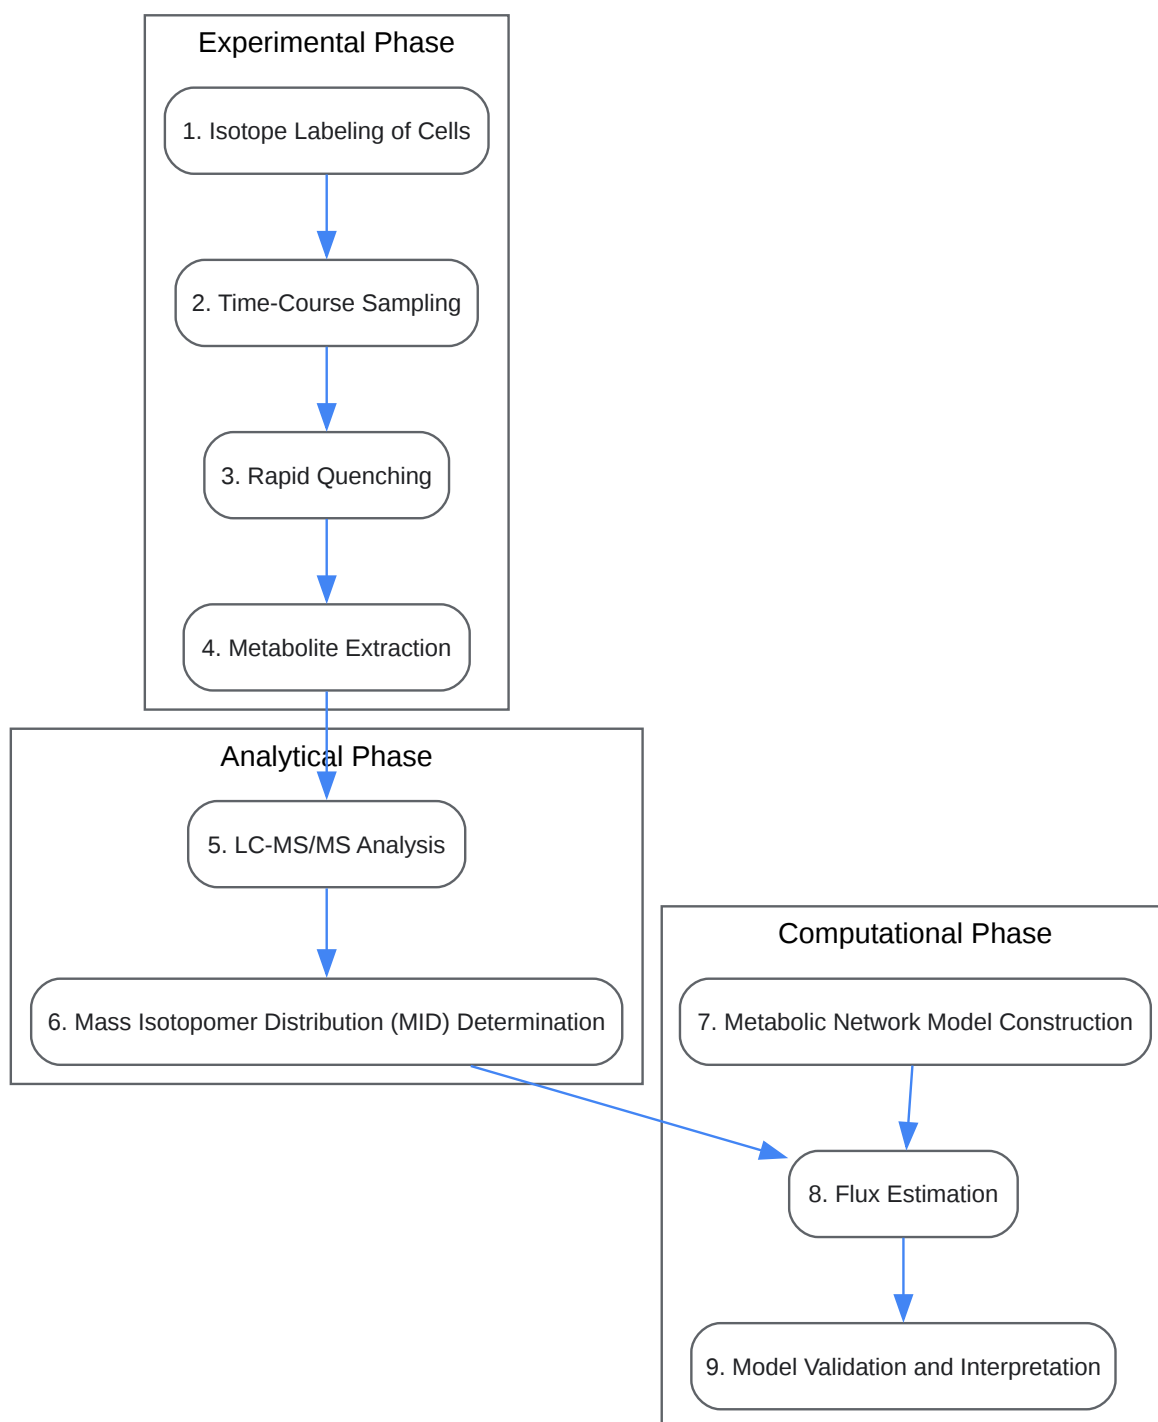 Experimental Phase
1. Isotope Labeling of Cells
2. Time-Course Sampling
3. Rapid Quenching
4. Metabolite Extraction
Analytical Phase
5. LC-MS/MS Analysis
6. Mass Isotopomer Distribution (MID) Determination
Computational Phase
7. Metabolic Network Model Construction
8. Flux Estimation
9. Model Validation and Interpretation